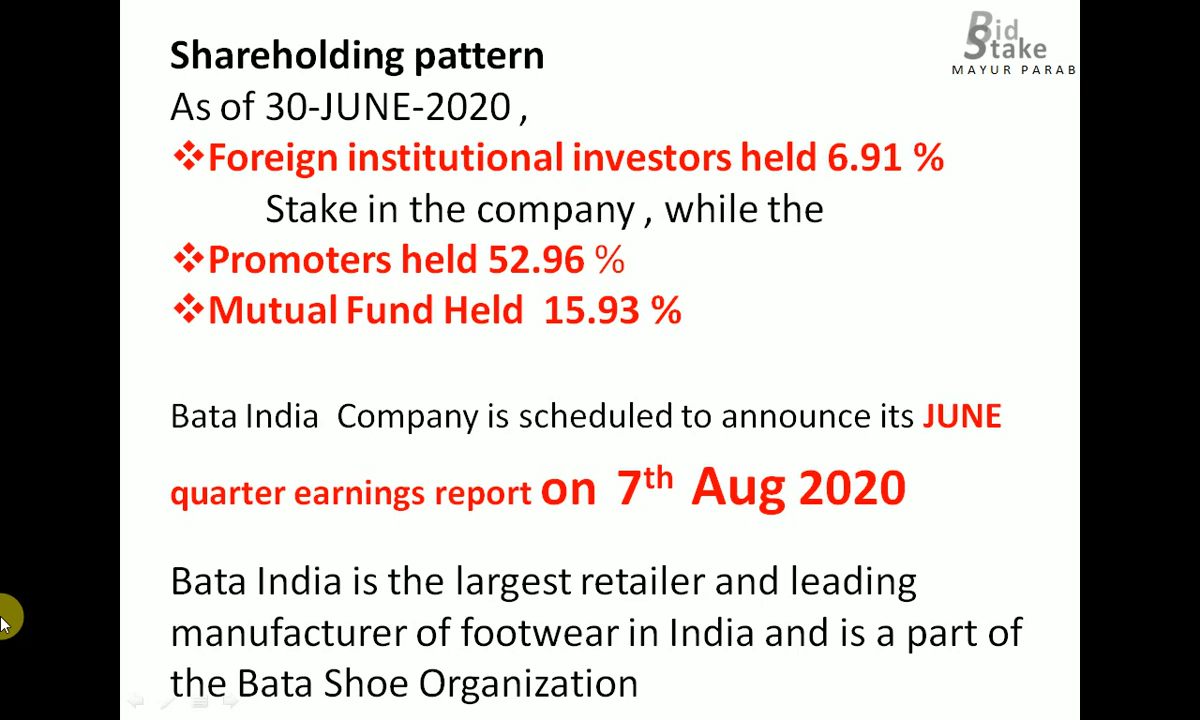 Bid
Stake
MAYUR PARAB
Shareholding pattern
As of 30-JUNE-2020 ,
❖Foreign institutional investors held 6.91 %
Stake in the company , while the
❖Promoters held 52.96 %
❖Mutual Fund Held 15.93 %
Bata India Company is scheduled to announce its JUNE
quarter earnings report on 7th Aug 2020
Bata India is the largest retailer and leading
manufacturer of footwear in India and is a part of
the Bata Shoe Organization